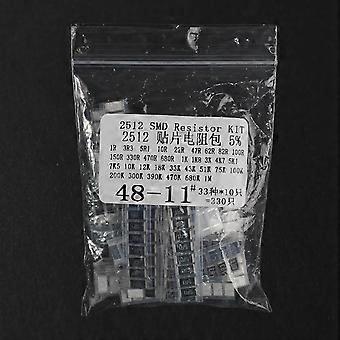 2512 SMD Resistor KIT
2512 贴片电阻包 5%
1R 3R3 5R1 10R 22R 47R 62R 82R 100R
150R 330R 470R 680R 1K 1K8 3K 4K7 5K1
7K5 10K 12K 18K 33K 43K 51K 75K 100K
200K 300K 390K 470K 680K 1M
48-11# 33种*10只
=330只